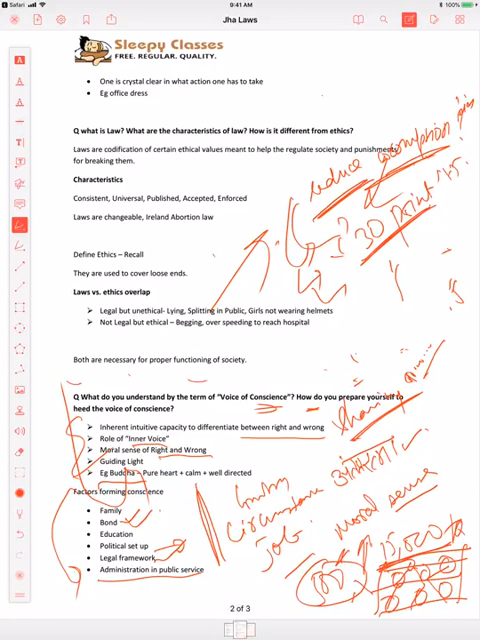 Safari
9:41 AM
88%
Jha Laws
Sleepy Classes
FREE. REGULAR. QUALITY.
• One is crystal clear in what action one has to take
• Eg office dress
Q what is Law? What are the characteristics of law? How is it different from ethics?
Laws are codification of certain ethical values meant to help the regulate society and punishments
for breaking them.
Characteristics
Consistent, Universal, Published, Accepted, Enforced
Laws are changeable, Ireland Abortion law
Define Ethics – Recall
They are used to cover loose ends.
Laws vs. ethics overlap
➢ Legal but unethical- Lying, Splitting in Public, Girls not wearing helmets
➢ Not Legal but ethical – Begging, over speeding to reach hospital
Both are necessary for proper functioning of society.
Q What do you understand by the term of “Voice of Conscience”? How do you prepare yourself to
heed the voice of conscience?
➢ Inherent intuitive capacity to differentiate between right and wrong
➢ Role of “Inner Voice”
➢ Moral sense of Right and Wrong
➢ Guiding Light
➢ Eg Buddha – Pure heart + calm + well directed
Factors forming conscience
• Family
• Bond
• Education
• Political set up
• Legal framework
• Administration in public service
reduce consumption
30 point
sharing
Circumstance
Job.
moral sense
15,000
500
2 of 3